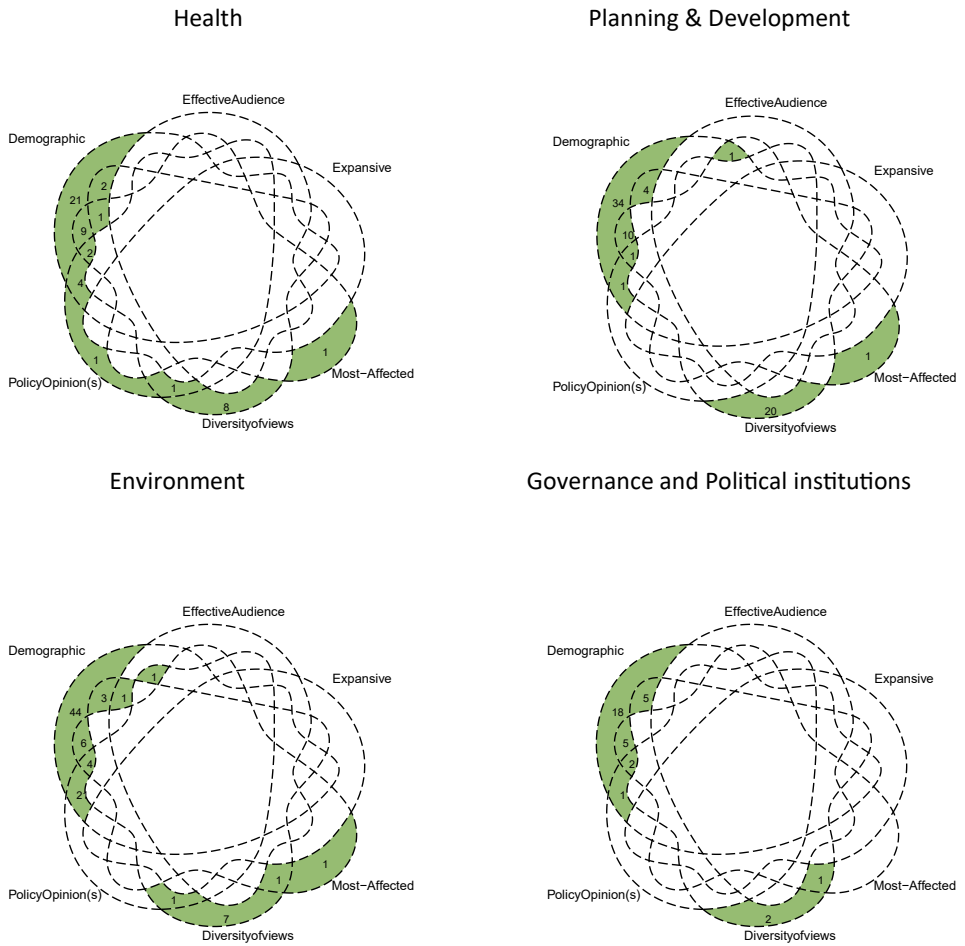 Health
EffectiveAudience
Demographic
Expansive
2
21
1
9
2
4
1
1
PolicyOpinion(s)
1
Most−Affected
8
Diversityofviews
Planning & Development
EffectiveAudience
Demographic
1
Expansive
4
34
10
1
1
1
PolicyOpinion(s)
Most−Affected
20
Diversityofviews
Environment
EffectiveAudience
Demographic
1
Expansive
3
1
44
6
4
2
1
1
PolicyOpinion(s)
1
Most−Affected
7
Diversityofviews
Governance and Political institutions
EffectiveAudience
Demographic
Expansive
5
18
5
2
1
1
PolicyOpinion(s)
Most−Affected
2
Diversityofviews